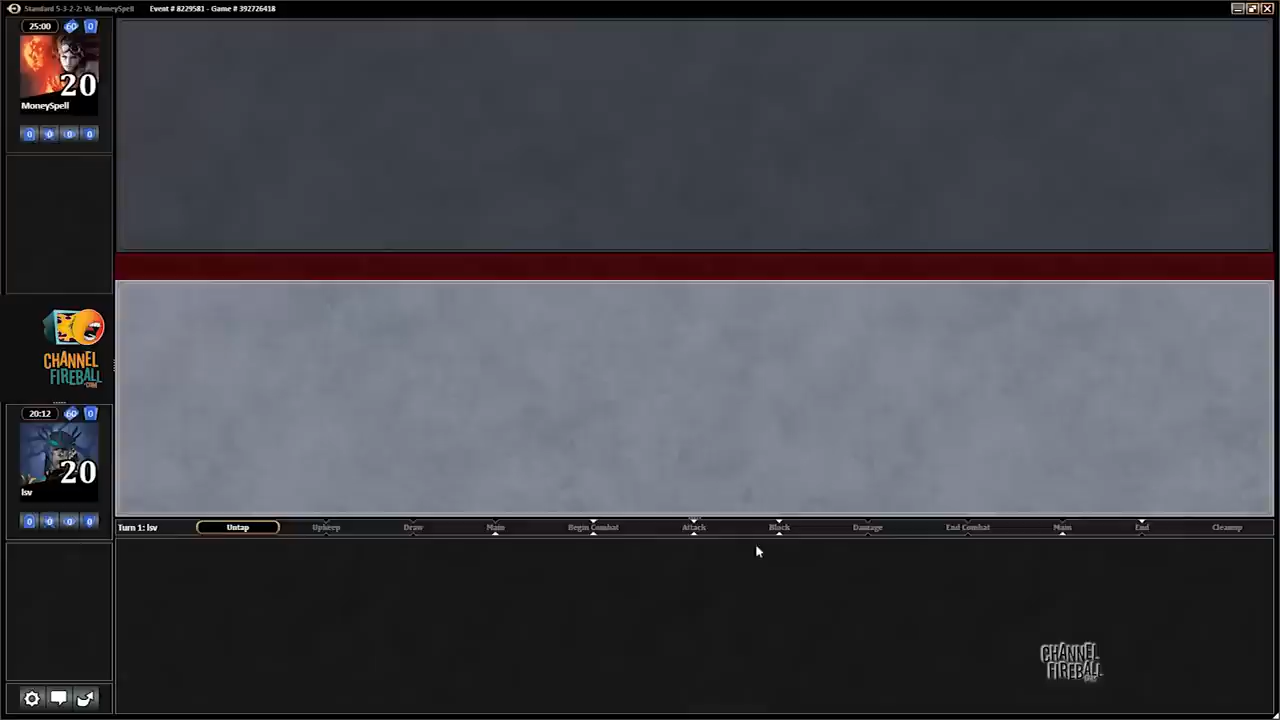 Standard 5-3-2-2: Vs. MoneySpell Event # 8229581 - Game # 392726418
25:00 60 0
20
MoneySpell
0 0 0 0
CHANNEL
FIREBALL
.COM
20:12 60 0
20
lsv
0 0 0 0
Turn 1: lsv Untap Upkeep Draw Main Begin Combat Attack Block Damage End Combat Main End Cleanup
CHANNEL
FIREBALL